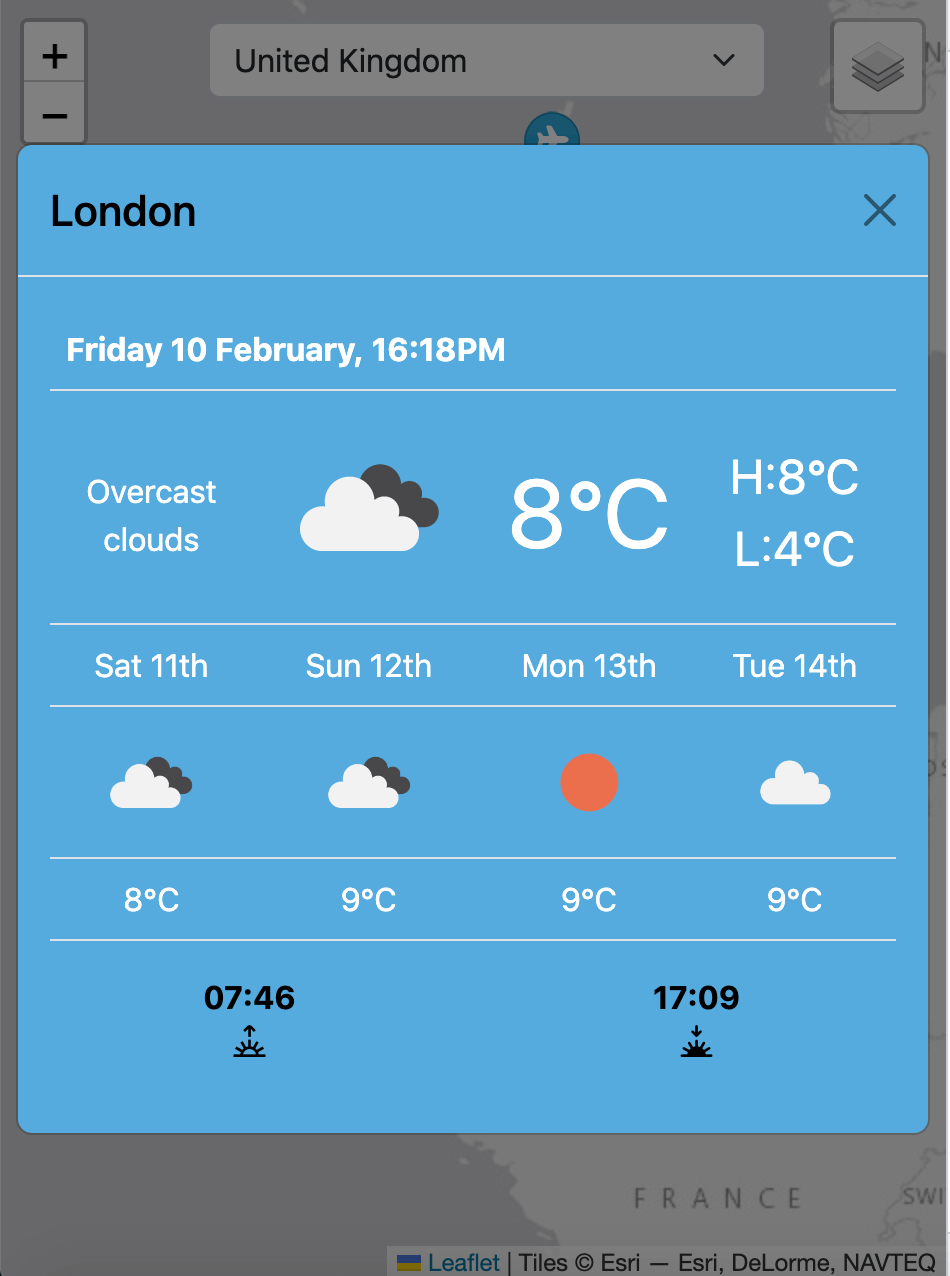 +
United Kingdom
−
London
Friday 10 February, 16:18PM
Overcast
clouds
8°C
H:8°C
L:4°C
Sat 11th Sun 12th Mon 13th Tue 14th
8°C 9°C 9°C 9°C
07:46 17:09
FRANCE
SWI
Leaflet | Tiles © Esri — Esri, DeLorme, NAVTEQ